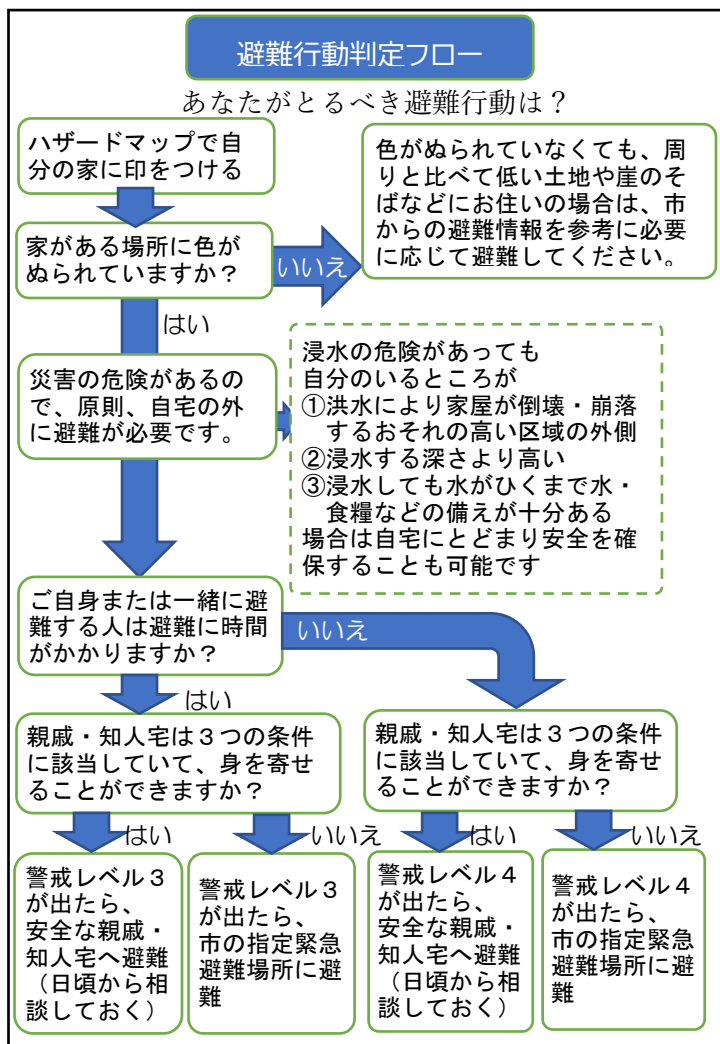 避難行動判定フロー
あなたがとるべき避難行動は？
ハザードマップで自
分の家に印をつける
色がぬられていなくても、周
りと比べて低い土地や崖のそ
ばなどにお住いの場合は、市
からの避難情報を参考に必要
に応じて避難してください。
家がある場所に色が
ぬられていますか？
いいえ
はい
災害の危険があるの
で、原則、自宅の外
に避難が必要です。
浸水の危険があっても
自分のいるところが
①洪水により家屋が倒壊・崩落
するおそれの高い区域の外側
②浸水する深さより高い
③浸水しても水がひくまで水・
食糧などの備えが十分ある
場合は自宅にとどまり安全を確
保することも可能です
ご自身または一緒に避
難する人は避難に時間
がかかりますか？
いいえ
はい
親戚・知人宅は３つの条件
に該当していて、身を寄せ
ることができますか？
親戚・知人宅は３つの条件
に該当していて、身を寄せ
ることができますか？
はい
いいえ
はい
いいえ
警戒レベル３
が出たら、
安全な親戚・
知人宅へ避難
（日頃から相
談しておく）
警戒レベル３
が出たら、
市の指定緊急
避難場所に避
難
警戒レベル４
が出たら、
安全な親戚・
知人宅へ避難
（日頃から相
談しておく）
警戒レベル４
が出たら、
市の指定緊急
避難場所に避
難